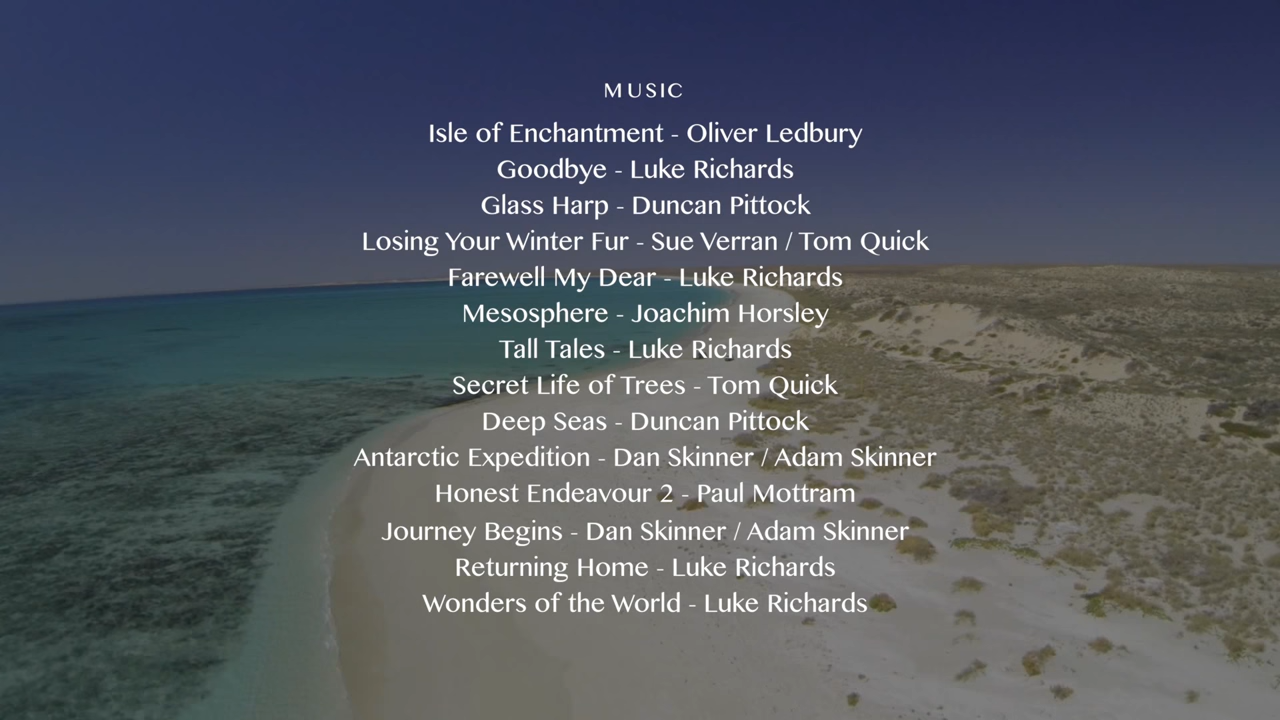 MUSIC
Isle of Enchantment - Oliver Ledbury
Goodbye - Luke Richards
Glass Harp - Duncan Pittock
Losing Your Winter Fur - Sue Verran / Tom Quick
Farewell My Dear - Luke Richards
Mesosphere - Joachim Horsley
Tall Tales - Luke Richards
Secret Life of Trees - Tom Quick
Deep Seas - Duncan Pittock
Antarctic Expedition - Dan Skinner / Adam Skinner
Honest Endeavour 2 - Paul Mottram
Journey Begins - Dan Skinner / Adam Skinner
Returning Home - Luke Richards
Wonders of the World - Luke Richards